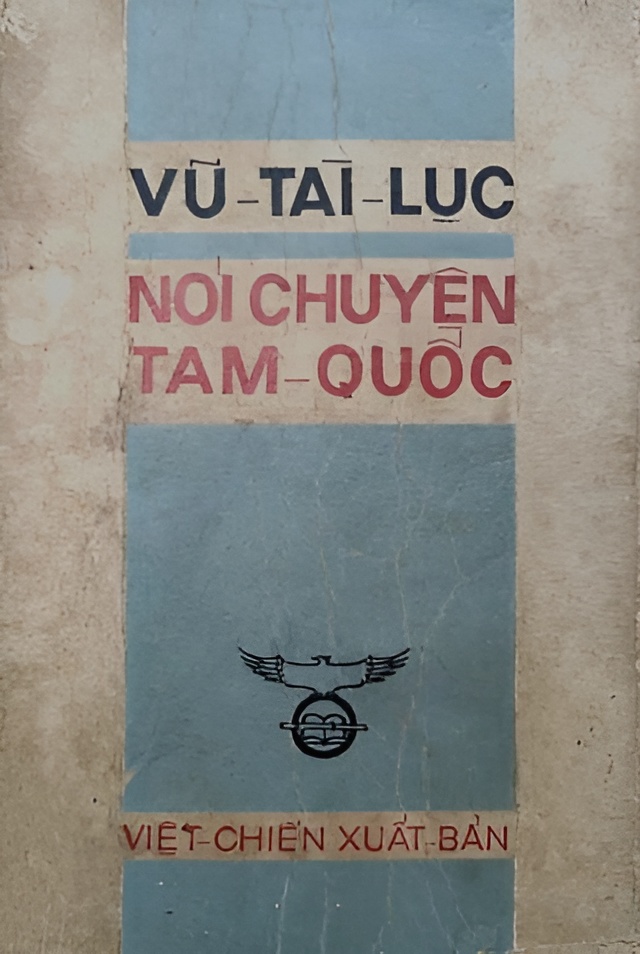 VŨ-TÀI-LỤC
NÓI CHUYỆN
TAM-QUỐC
VIỆT-CHIẾN XUẤT-BẢN